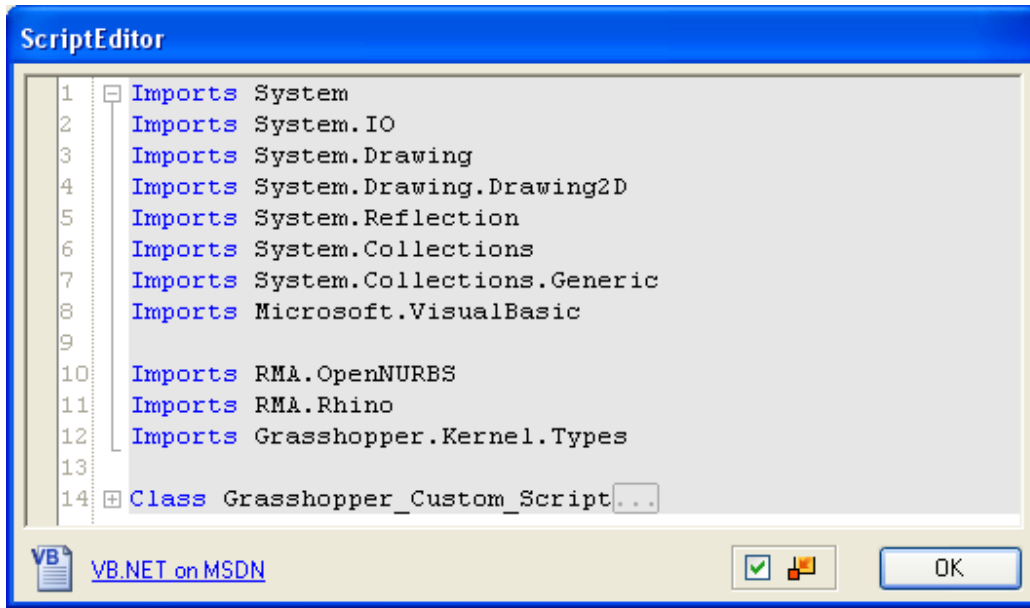 ScriptEditor
1 Imports System
2 Imports System.IO
3 Imports System.Drawing
4 Imports System.Drawing.Drawing2D
5 Imports System.Reflection
6 Imports System.Collections
7 Imports System.Collections.Generic
8 Imports Microsoft.VisualBasic
9
10 Imports RMA.OpenNURBS
11 Imports RMA.Rhino
12 Imports Grasshopper.Kernel.Types
13
14 Class Grasshopper_Custom_Script...
VB VB.NET on MSDN OK